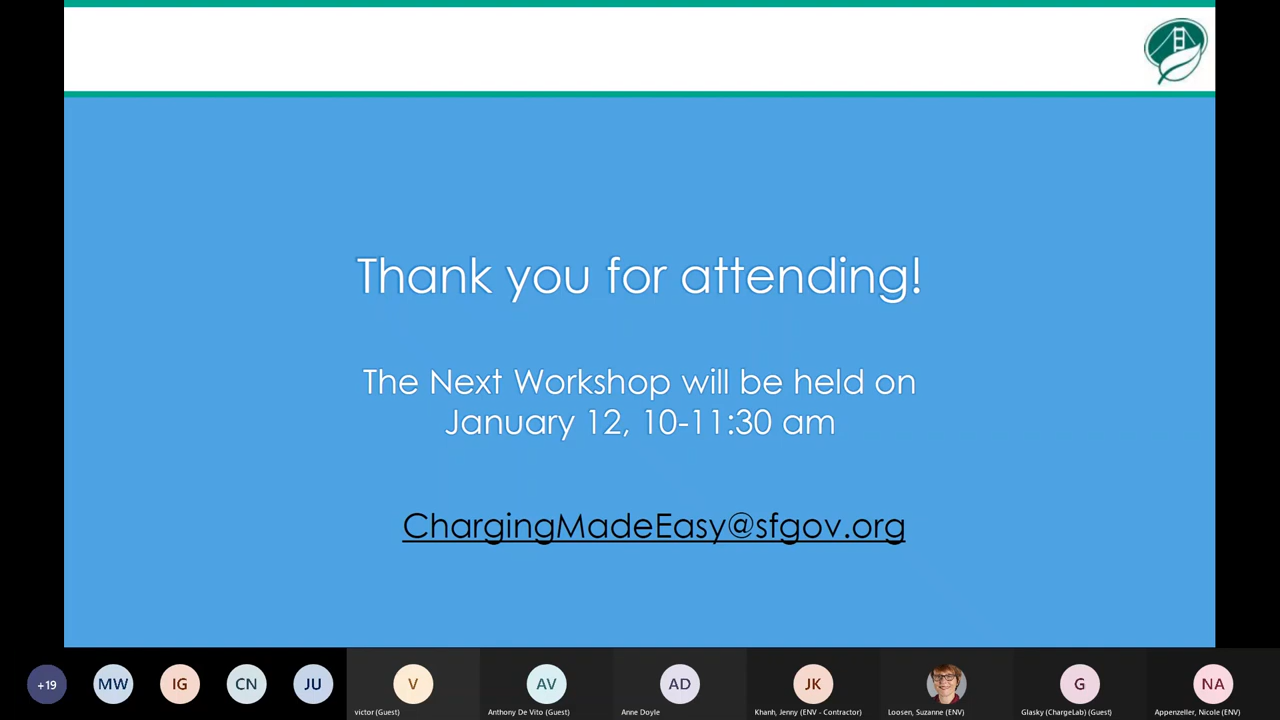 Thank you for attending!
The Next Workshop will be held on
January 12, 10-11:30 am
ChargingMadeEasy@sfgov.org
+19
MW
IG
CN
JU
V
AV
AD
JK
G
NA
victor (Guest)
Anthony De Vito (Guest)
Anne Doyle
Khanh, Jenny (ENV - Contractor)
Loosen, Suzanne (ENV)
Glasky (ChargeLab) (Guest)
Appenzeller, Nicole (ENV)